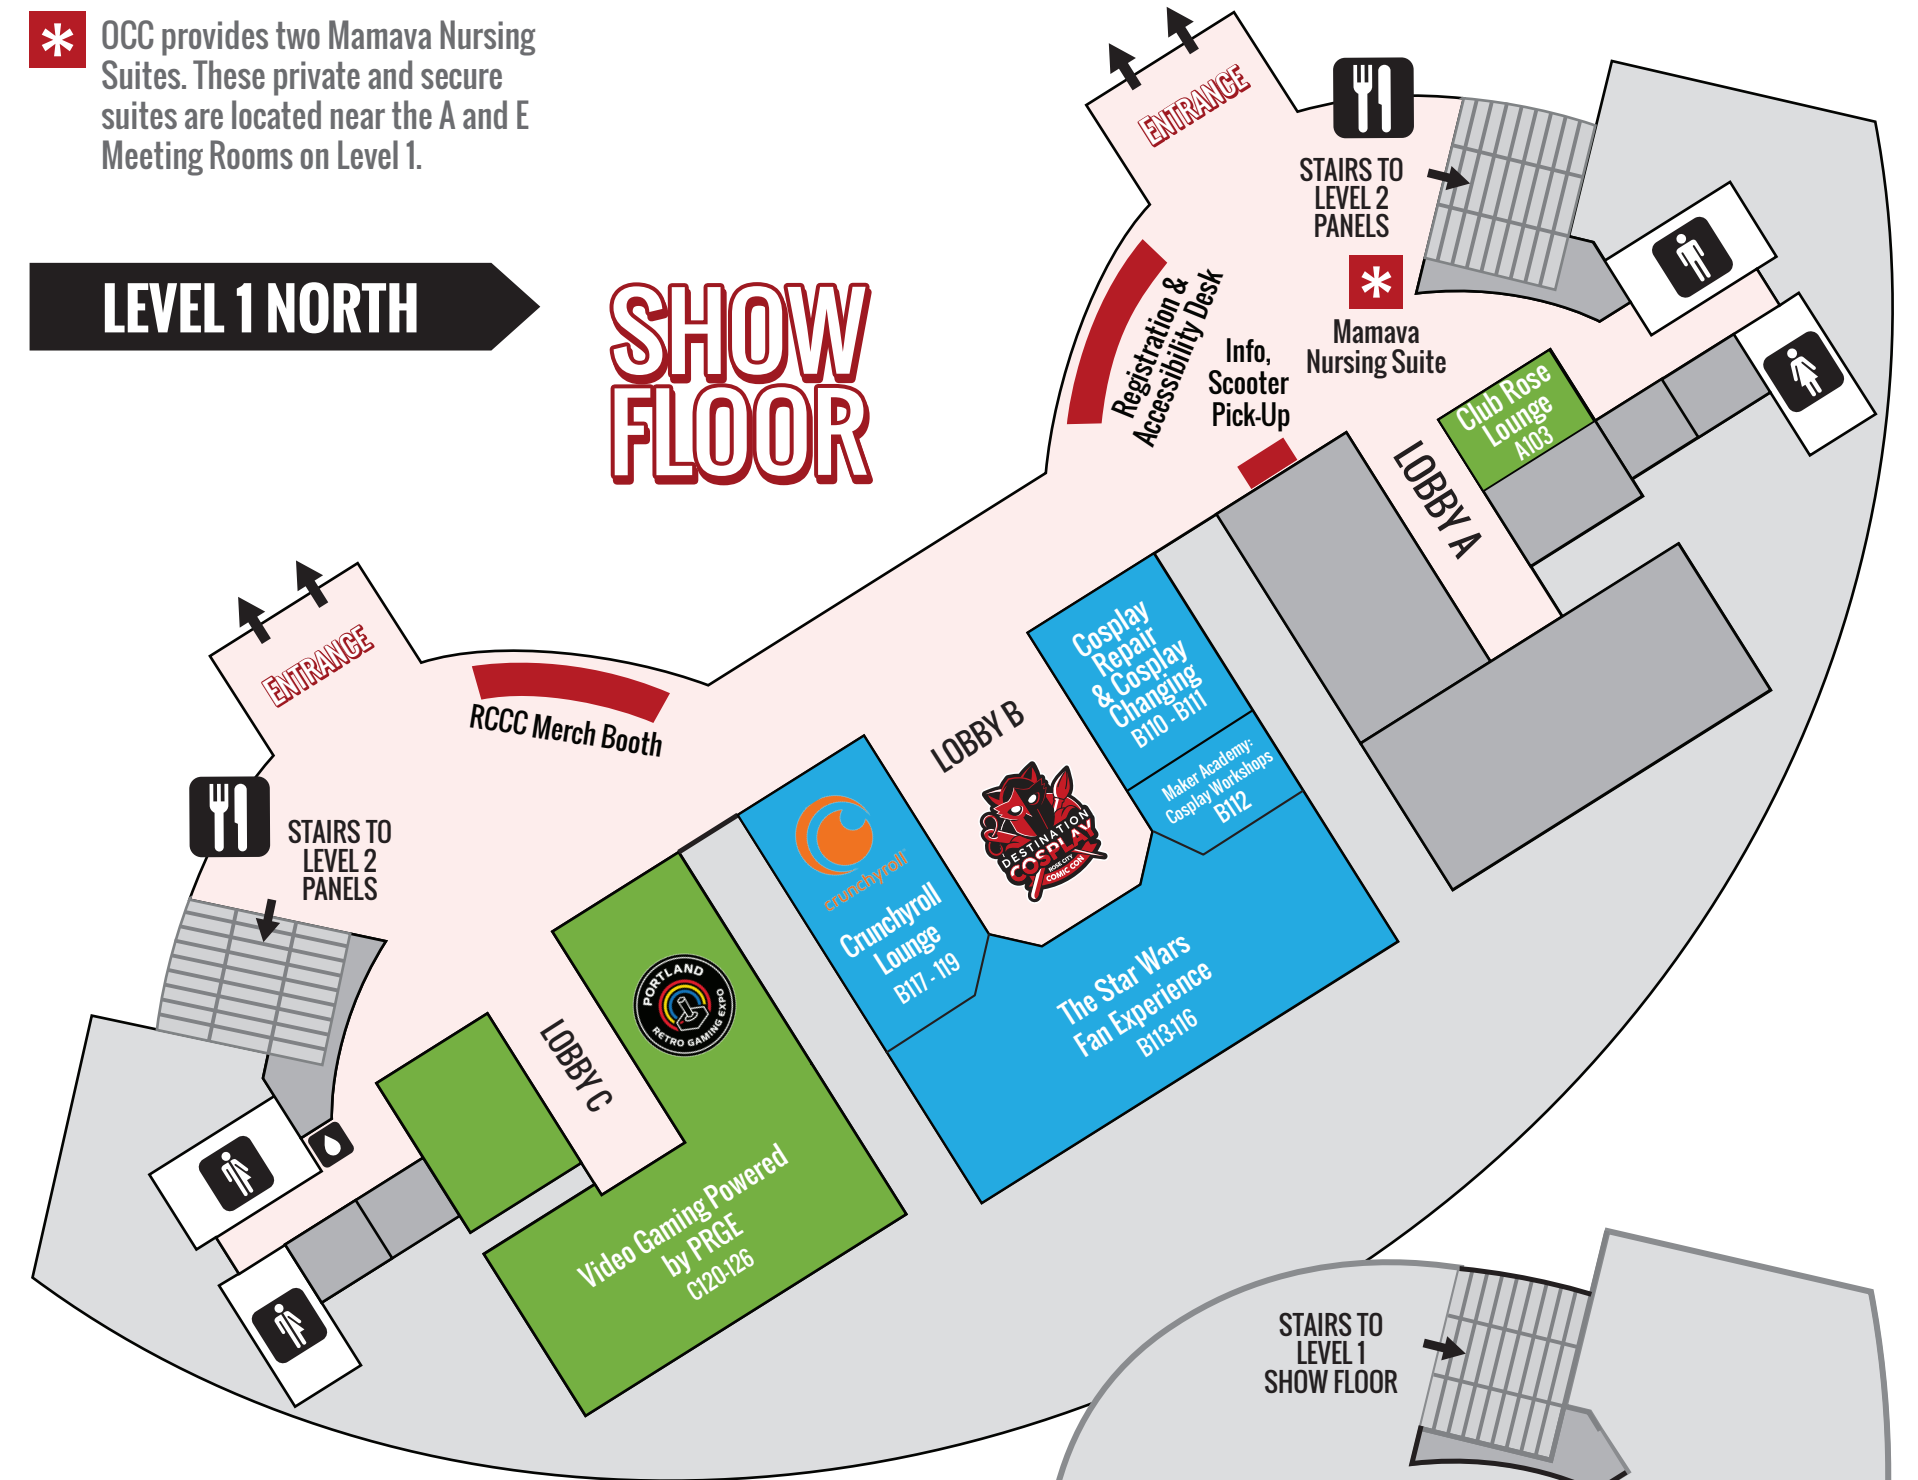 * OCC provides two Mamava Nursing
Suites. These private and secure
suites are located near the A and E
Meeting Rooms on Level 1.
LEVEL 1 NORTH
SHOW
FLOOR
ENTRANCE
STAIRS TO
LEVEL 2
PANELS
*
Mamava
Nursing Suite
Registration &
Accessibility Desk
Info,
Scooter
Pick-Up
Club Rose
Lounge
A103
LOBBY A
ENTRANCE
RCCC Merch Booth
STAIRS TO
LEVEL 2
PANELS
Cosplay
Repair
& Cosplay
Changing
B110 - B111
Maker Academy:
Cosplay Workshops
B112
LOBBY B
DESTINATION
COSPLAY
ROSE CITY
COMIC CON
crunchyroll
Crunchyroll
Lounge
B117 - 119
The Star Wars
Fan Experience
B113-116
PORTLAND
RETRO GAMING EXPO
LOBBY C
Video Gaming Powered
by PRGE
C120-126
STAIRS TO
LEVEL 1
SHOW FLOOR